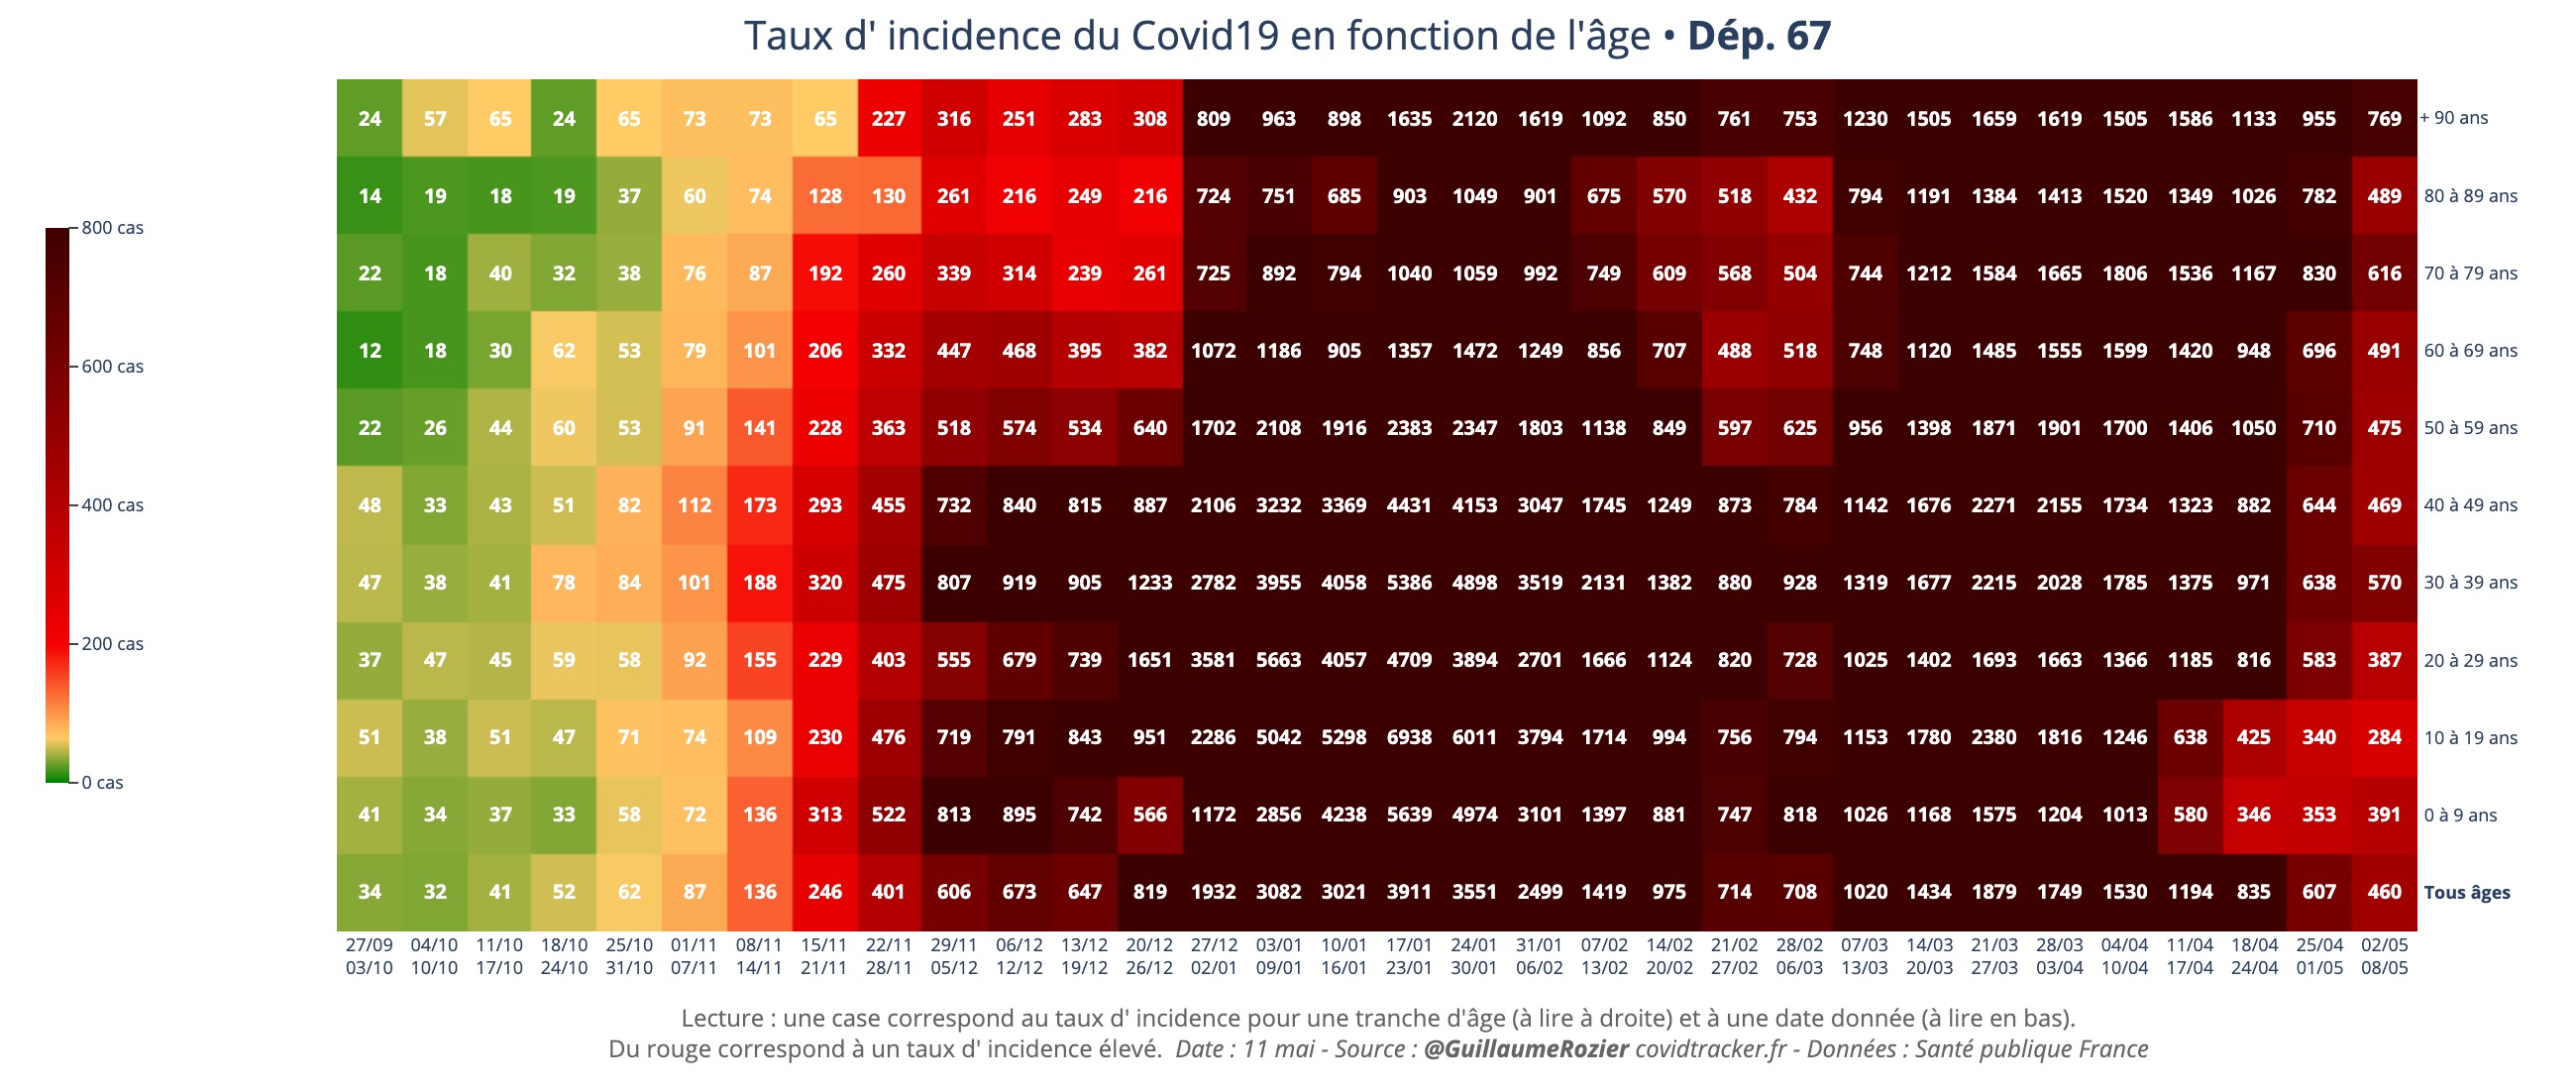 Taux d' incidence du Covid19 en fonction de l'âge • Dép. 67
800 cas
600 cas
400 cas
200 cas
0 cas
24 57 65 24 65 73 73 65 227 316 251 283 308 809 963 898 1635 2120 1619 1092 850 761 753 1230 1505 1659 1619 1505 1586 1133 955 769 + 90 ans
14 19 18 19 37 60 74 128 130 261 216 249 216 724 751 685 903 1049 901 675 570 518 432 794 1191 1384 1413 1520 1349 1026 782 489 80 à 89 ans
22 18 40 32 38 76 87 192 260 339 314 239 261 725 892 794 1040 1059 992 749 609 568 504 744 1212 1584 1665 1806 1536 1167 830 616 70 à 79 ans
12 18 30 62 53 79 101 206 332 447 468 395 382 1072 1186 905 1357 1472 1249 856 707 488 518 748 1120 1485 1555 1599 1420 948 696 491 60 à 69 ans
22 26 44 60 53 91 141 228 363 518 574 534 640 1702 2108 1916 2383 2347 1803 1138 849 597 625 956 1398 1871 1901 1700 1406 1050 710 475 50 à 59 ans
48 33 43 51 82 112 173 293 455 732 840 815 887 2106 3232 3369 4431 4153 3047 1745 1249 873 784 1142 1676 2271 2155 1734 1323 882 644 469 40 à 49 ans
47 38 41 78 84 101 188 320 475 807 919 905 1233 2782 3955 4058 5386 4898 3519 2131 1382 880 928 1319 1677 2215 2028 1785 1375 971 638 570 30 à 39 ans
37 47 45 59 58 92 155 229 403 555 679 739 1651 3581 5663 4057 4709 3894 2701 1666 1124 820 728 1025 1402 1693 1663 1366 1185 816 583 387 20 à 29 ans
51 38 51 47 71 74 109 230 476 719 791 843 951 2286 5042 5298 6938 6011 3794 1714 994 756 794 1153 1780 2380 1816 1246 638 425 340 284 10 à 19 ans
41 34 37 33 58 72 136 313 522 813 895 742 566 1172 2856 4238 5639 4974 3101 1397 881 747 818 1026 1168 1575 1204 1013 580 346 353 391 0 à 9 ans
34 32 41 52 62 87 136 246 401 606 673 647 819 1932 3082 3021 3911 3551 2499 1419 975 714 708 1020 1434 1879 1749 1530 1194 835 607 460 Tous âges
27/09 04/10 11/10 18/10 25/10 01/11 08/11 15/11 22/11 29/11 06/12 13/12 20/12 27/12 03/01 10/01 17/01 24/01 31/01 07/02 14/02 21/02 28/02 07/03 14/03 21/03 28/03 04/04 11/04 18/04 25/04 02/05
03/10 10/10 17/10 24/10 31/10 07/11 14/11 21/11 28/11 05/12 12/12 19/12 26/12 02/01 09/01 16/01 23/01 30/01 06/02 13/02 20/02 27/02 06/03 13/03 20/03 27/03 03/04 10/04 17/04 24/04 01/05 08/05
Lecture : une case correspond au taux d' incidence pour une tranche d'âge (à lire à droite) et à une date donnée (à lire en bas).
Du rouge correspond à un taux d' incidence élevé. Date : 11 mai - Source : @GuillaumeRozier covidtracker.fr - Données : Santé publique France